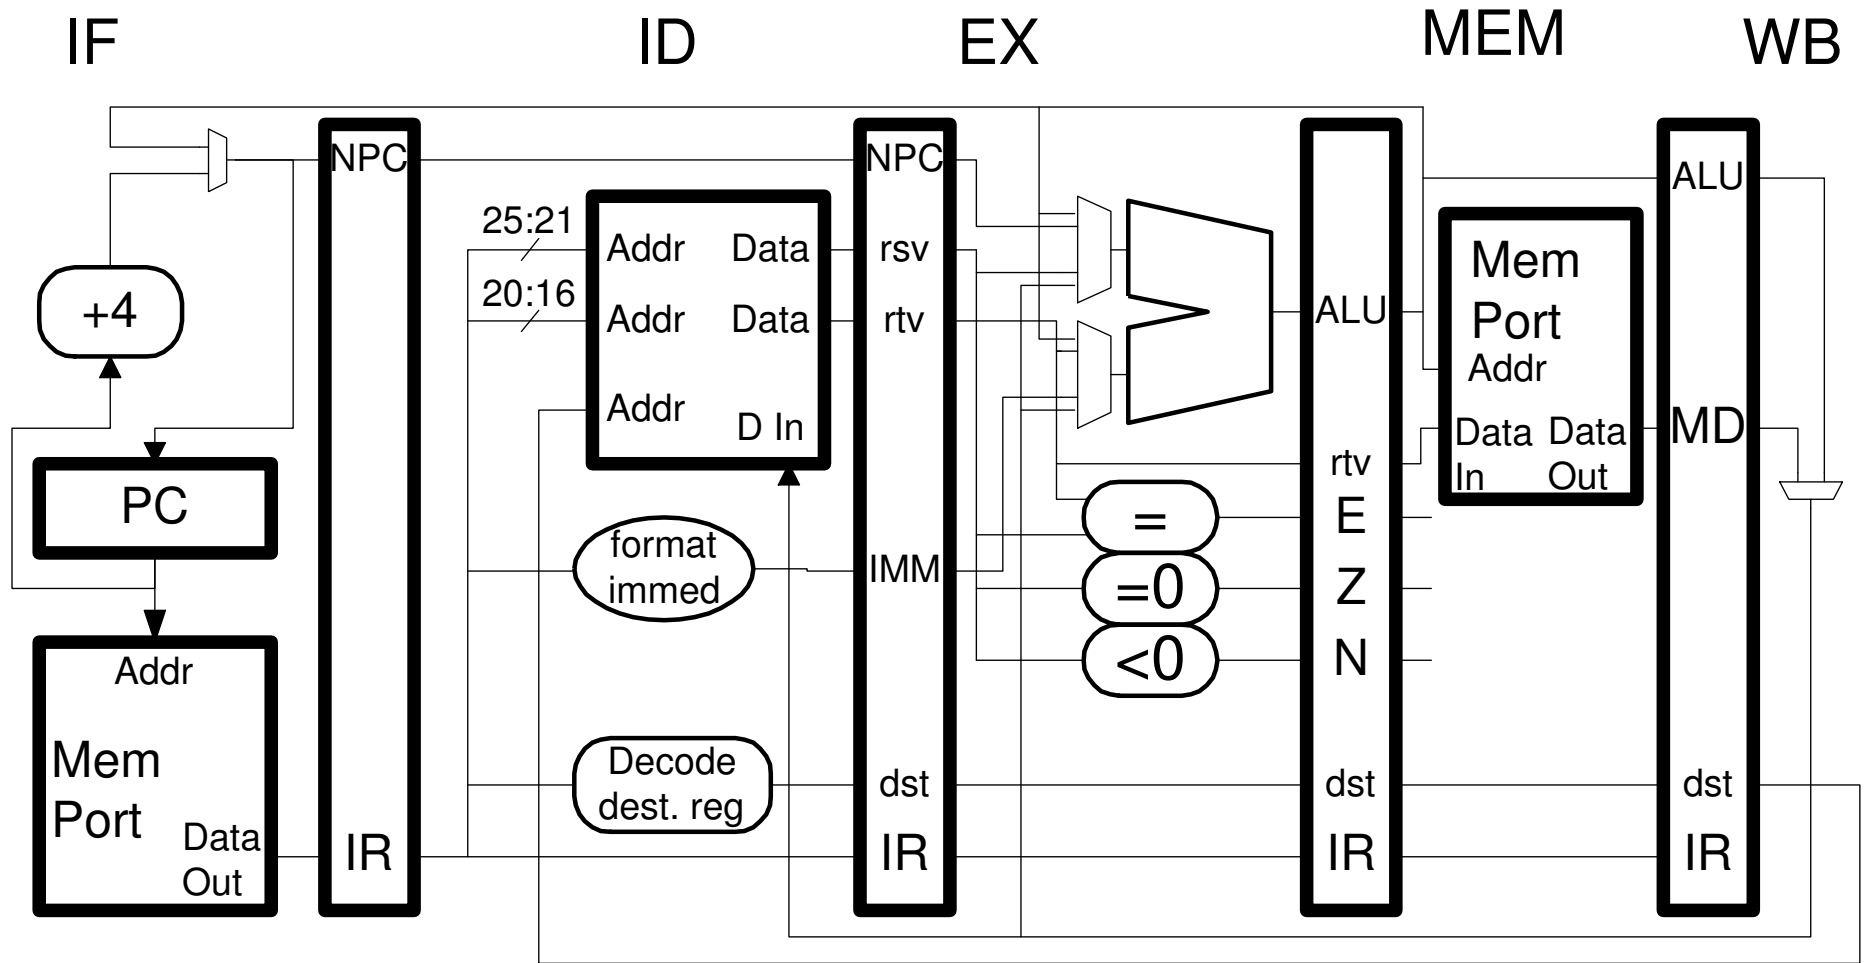 IF
ID
EX
MEM
WB
NPC
NPC
ALU
25:21
Addr
Data
rsv
Mem
Port
20:16
Addr
Data
rtv
+4
ALU
Addr
Addr
D In
rtv
Data
In
Data
Out
MD
PC
=
E
format
immed
IMM
=0
Z
<0
N
Addr
Mem
Port
Data
Out
Decode
dest. reg
dst
dst
dst
IR
IR
IR
IR